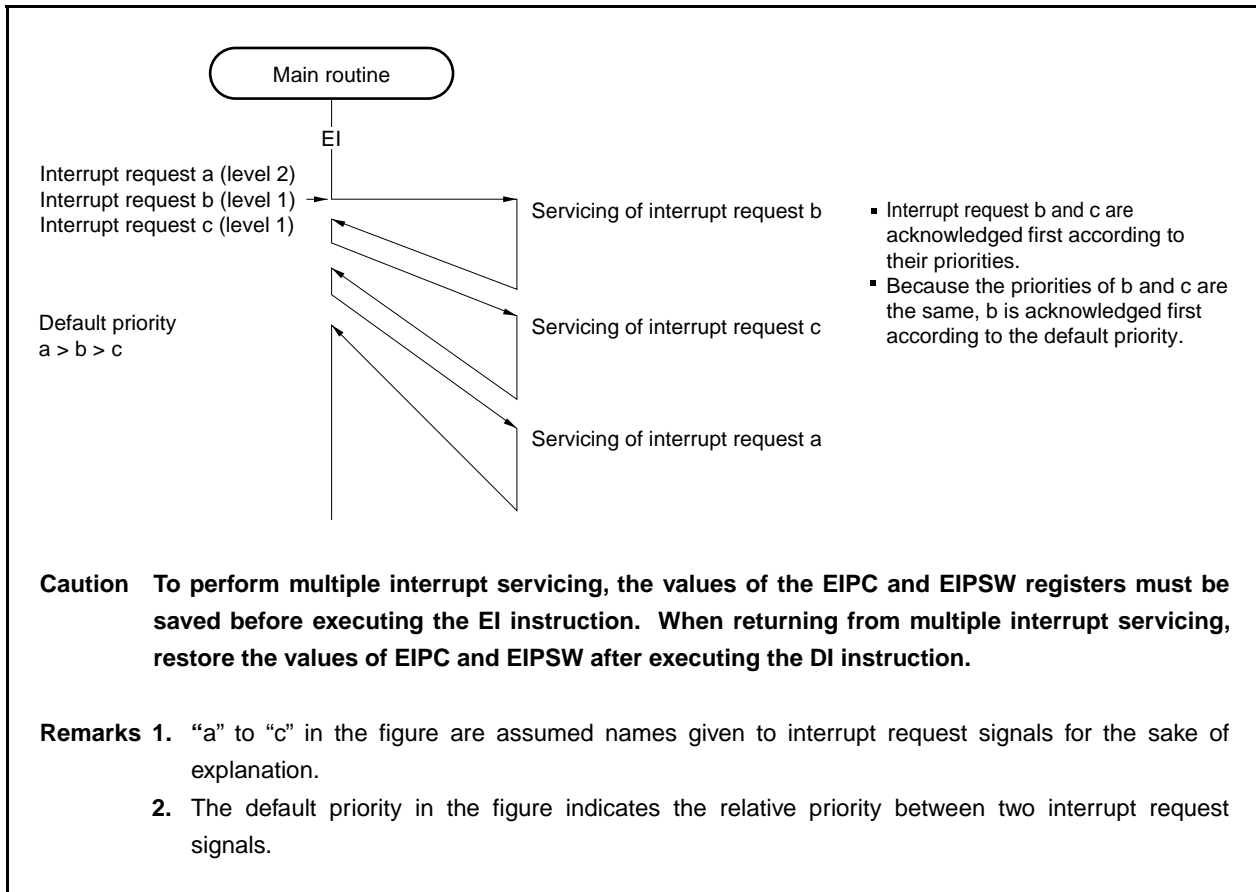 Main routine
EI
Interrupt request a (level 2)
Interrupt request b (level 1)
Interrupt request c (level 1)
Servicing of interrupt request b
▪ Interrupt request b and c are
acknowledged first according to
their priorities.
▪ Because the priorities of b and c are
the same, b is acknowledged first
according to the default priority.
Default priority
a > b > c
Servicing of interrupt request c
Servicing of interrupt request a
Caution To perform multiple interrupt servicing, the values of the EIPC and EIPSW registers must be
saved before executing the EI instruction. When returning from multiple interrupt servicing,
restore the values of EIPC and EIPSW after executing the DI instruction.
Remarks 1. “a” to “c” in the figure are assumed names given to interrupt request signals for the sake of
explanation.
2. The default priority in the figure indicates the relative priority between two interrupt request
signals.